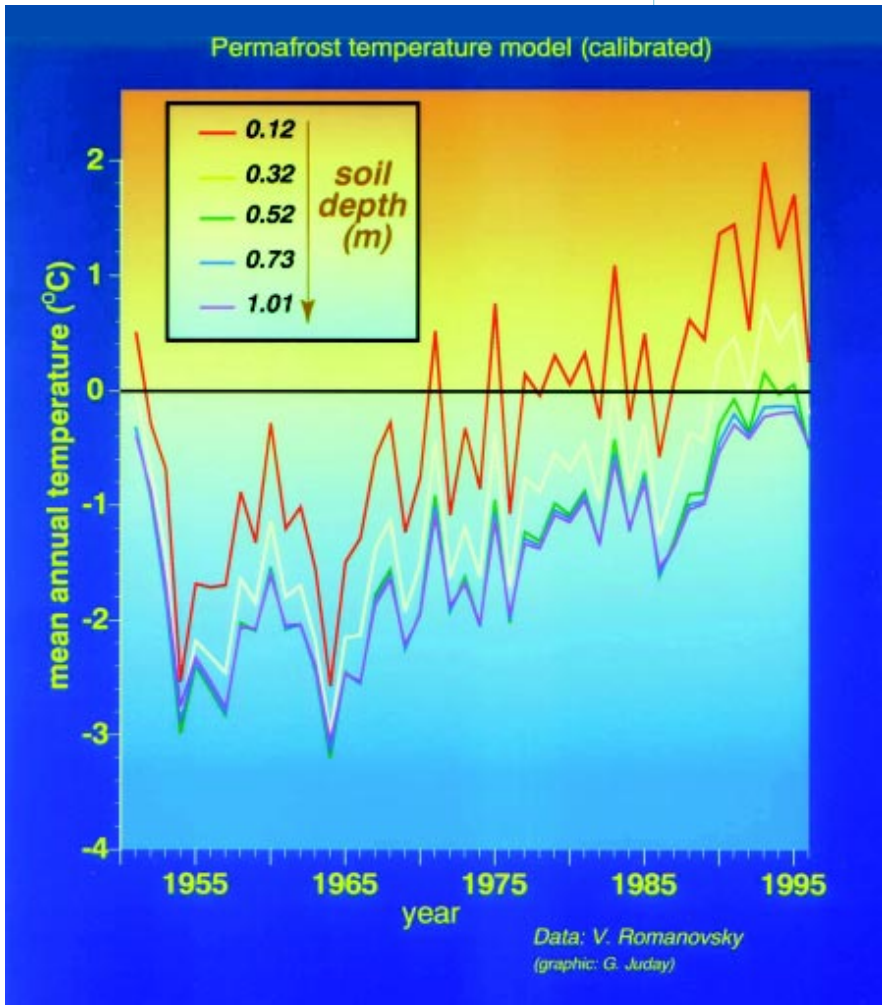 Permafrost temperature model (calibrated)
0.12
0.32
0.52
0.73
1.01
soil
depth
(m)
mean annual temperature (°C)
2
1
0
-1
-2
-3
-4
1955 1965 1975 1985 1995
year
Data: V. Romanovsky
(graphic: G. Juday)